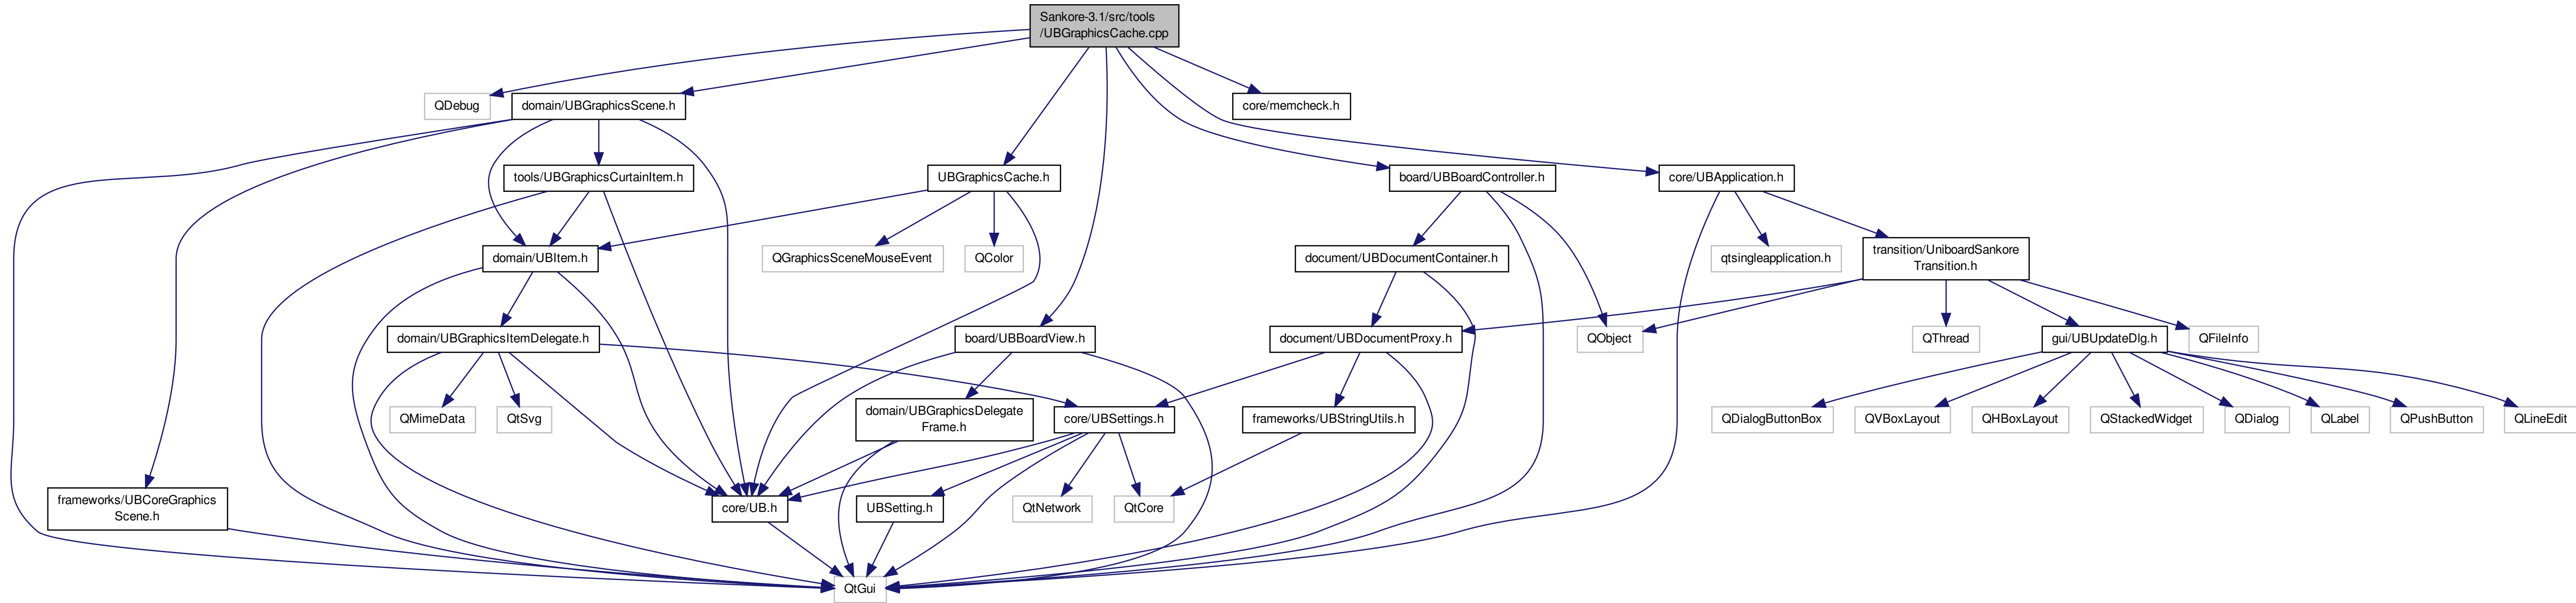 Sankore-3.1/src/tools
/UBGraphicsCache.cpp
QDebug
domain/UBGraphicsScene.h
core/memcheck.h
tools/UBGraphicsCurtainItem.h
UBGraphicsCache.h
board/UBBoardController.h
core/UBApplication.h
domain/UBItem.h
QGraphicsSceneMouseEvent
QColor
document/UBDocumentContainer.h
qtsingleapplication.h
transition/UniboardSankore
Transition.h
domain/UBGraphicsItemDelegate.h
board/UBBoardView.h
document/UBDocumentProxy.h
QObject
QThread
gui/UBUpdateDlg.h
QFileInfo
QMimeData
QtSvg
domain/UBGraphicsDelegate
Frame.h
core/UBSettings.h
frameworks/UBStringUtils.h
QDialogButtonBox
QVBoxLayout
QHBoxLayout
QStackedWidget
QDialog
QLabel
QPushButton
QLineEdit
frameworks/UBCoreGraphics
Scene.h
core/UB.h
UBSetting.h
QtNetwork
QtCore
QtGui